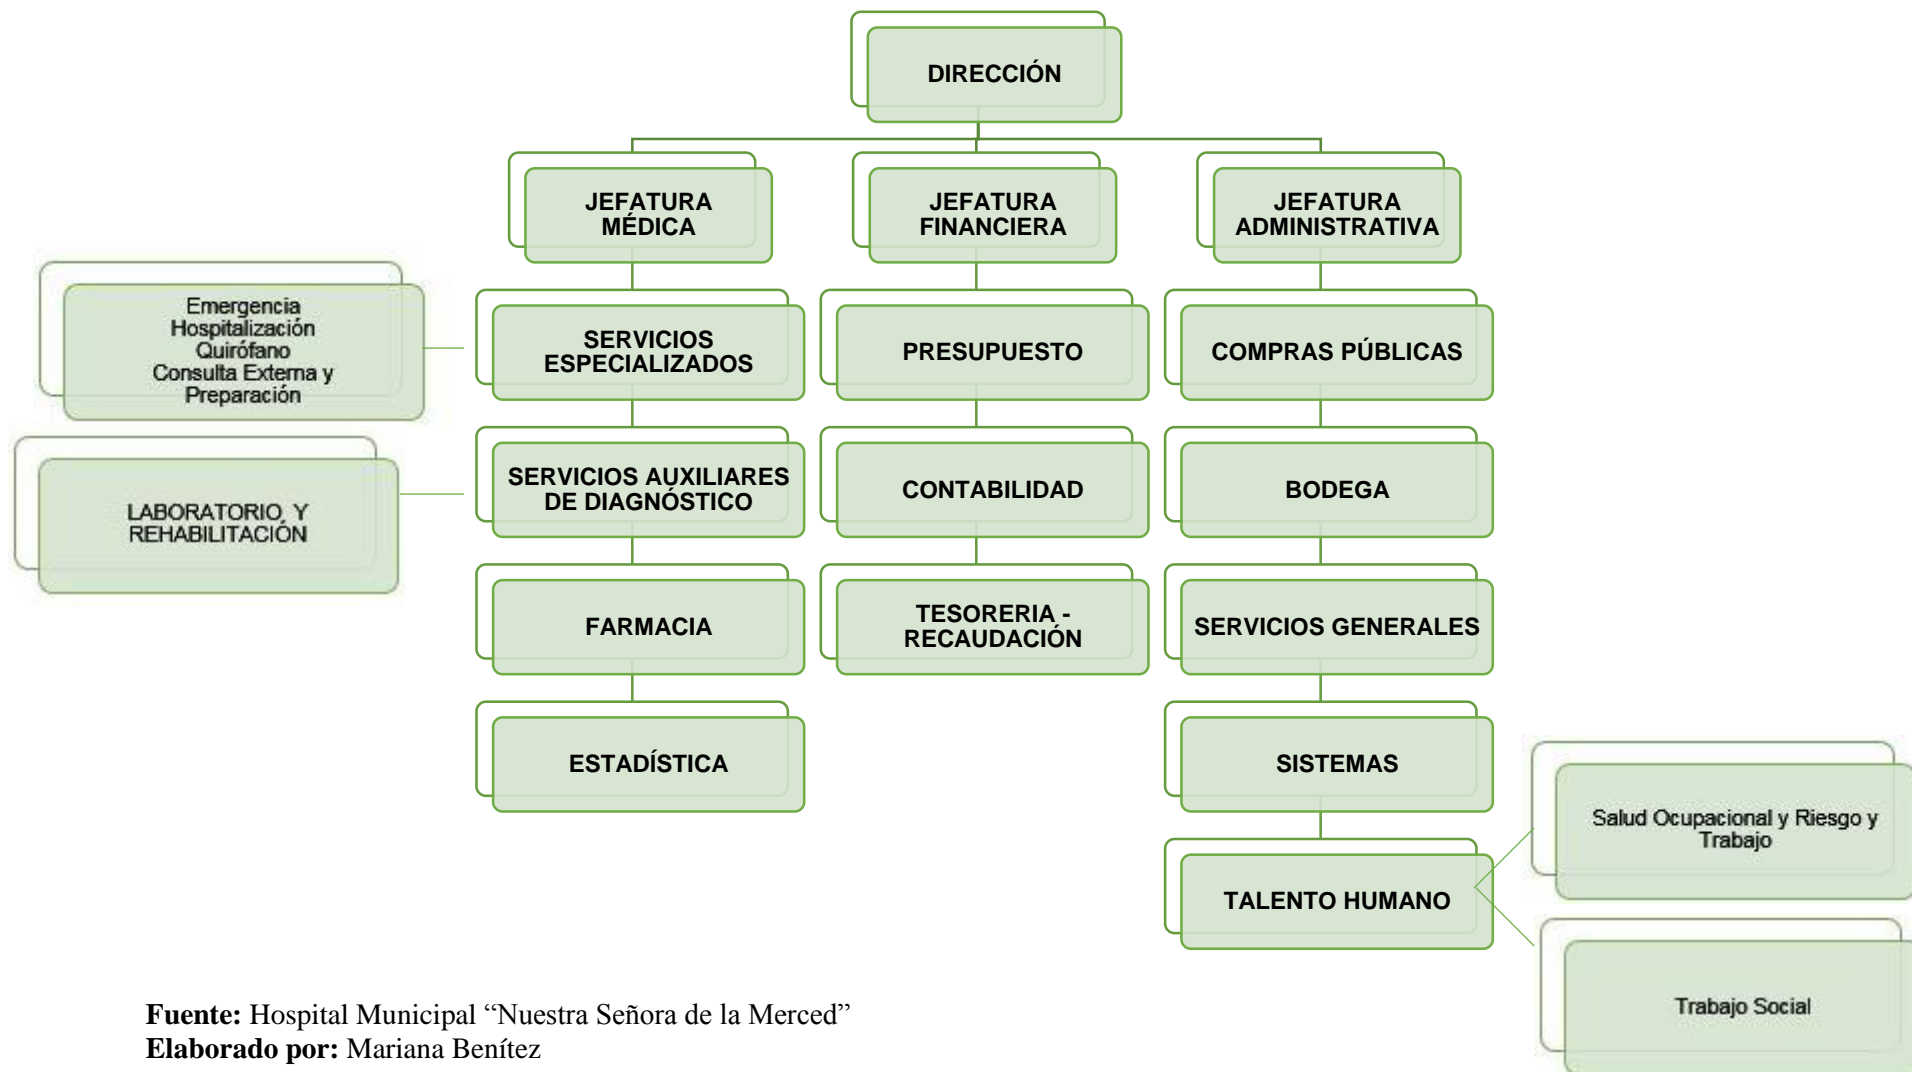 DIRECCIÓN
JEFATURA
MÉDICA
JEFATURA
FINANCIERA
JEFATURA
ADMINISTRATIVA
Emergencia
Hospitalización
Quirófano
Consulta Externa y
Preparación
SERVICIOS
ESPECIALIZADOS
PRESUPUESTO
COMPRAS PÚBLICAS
LABORATORIO Y
REHABILITACIÓN
SERVICIOS AUXILIARES
DE DIAGNÓSTICO
CONTABILIDAD
BODEGA
FARMACIA
TESORERIA -
RECAUDACIÓN
SERVICIOS GENERALES
ESTADÍSTICA
SISTEMAS
Salud Ocupacional y Riesgo y
Trabajo
TALENTO HUMANO
Trabajo Social
Fuente: Hospital Municipal “Nuestra Señora de la Merced”
Elaborado por: Mariana Benítez